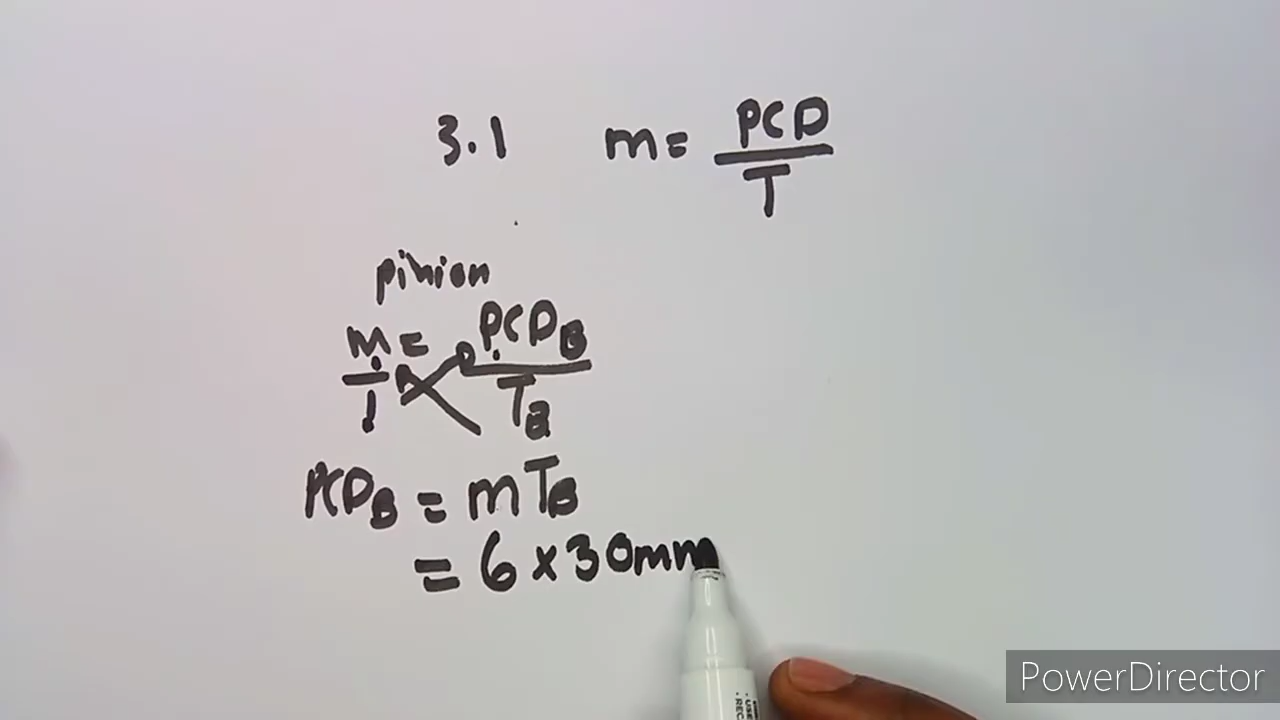 3.1 m = PCD
T
pinion
m = PCDB
1 TB
PCDB = mTB
= 6 × 30mm
PowerDirector